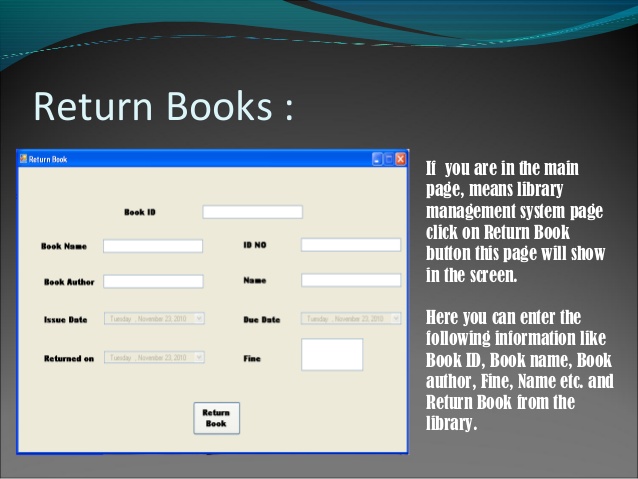 Return Books :
Return Book
Book ID
Book Name
ID NO
Book Author
Name
Issue Date
Tuesday , November 23, 2010
Due Date
Tuesday , November 23, 2010
Returned on
Tuesday , November 23, 2010
Fine
Return
Book
If you are in the main
page, means library
management system page
click on Return Book
button this page will show
in the screen.
Here you can enter the
following information like
Book ID, Book name, Book
author, Fine, Name etc. and
Return Book from the
library.